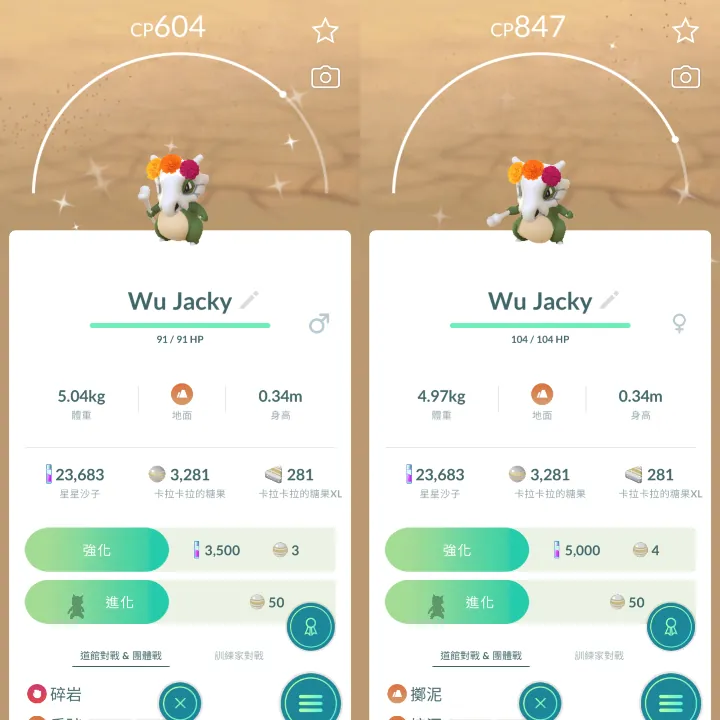 CP604
Wu Jacky
91 / 91 HP
5.04kg
體重
地面
0.34m
身高
23,683
星星沙子
3,281
卡拉卡拉的糖果
281
卡拉卡拉的糖果XL
強化
3,500
3
進化
50
道館對戰 & 團體戰
訓練家對戰
碎岩
CP847
Wu Jacky
104 / 104 HP
4.97kg
體重
地面
0.34m
身高
23,683
星星沙子
3,281
卡拉卡拉的糖果
281
卡拉卡拉的糖果XL
強化
5,000
4
進化
50
道館對戰 & 團體戰
訓練家對戰
擲泥